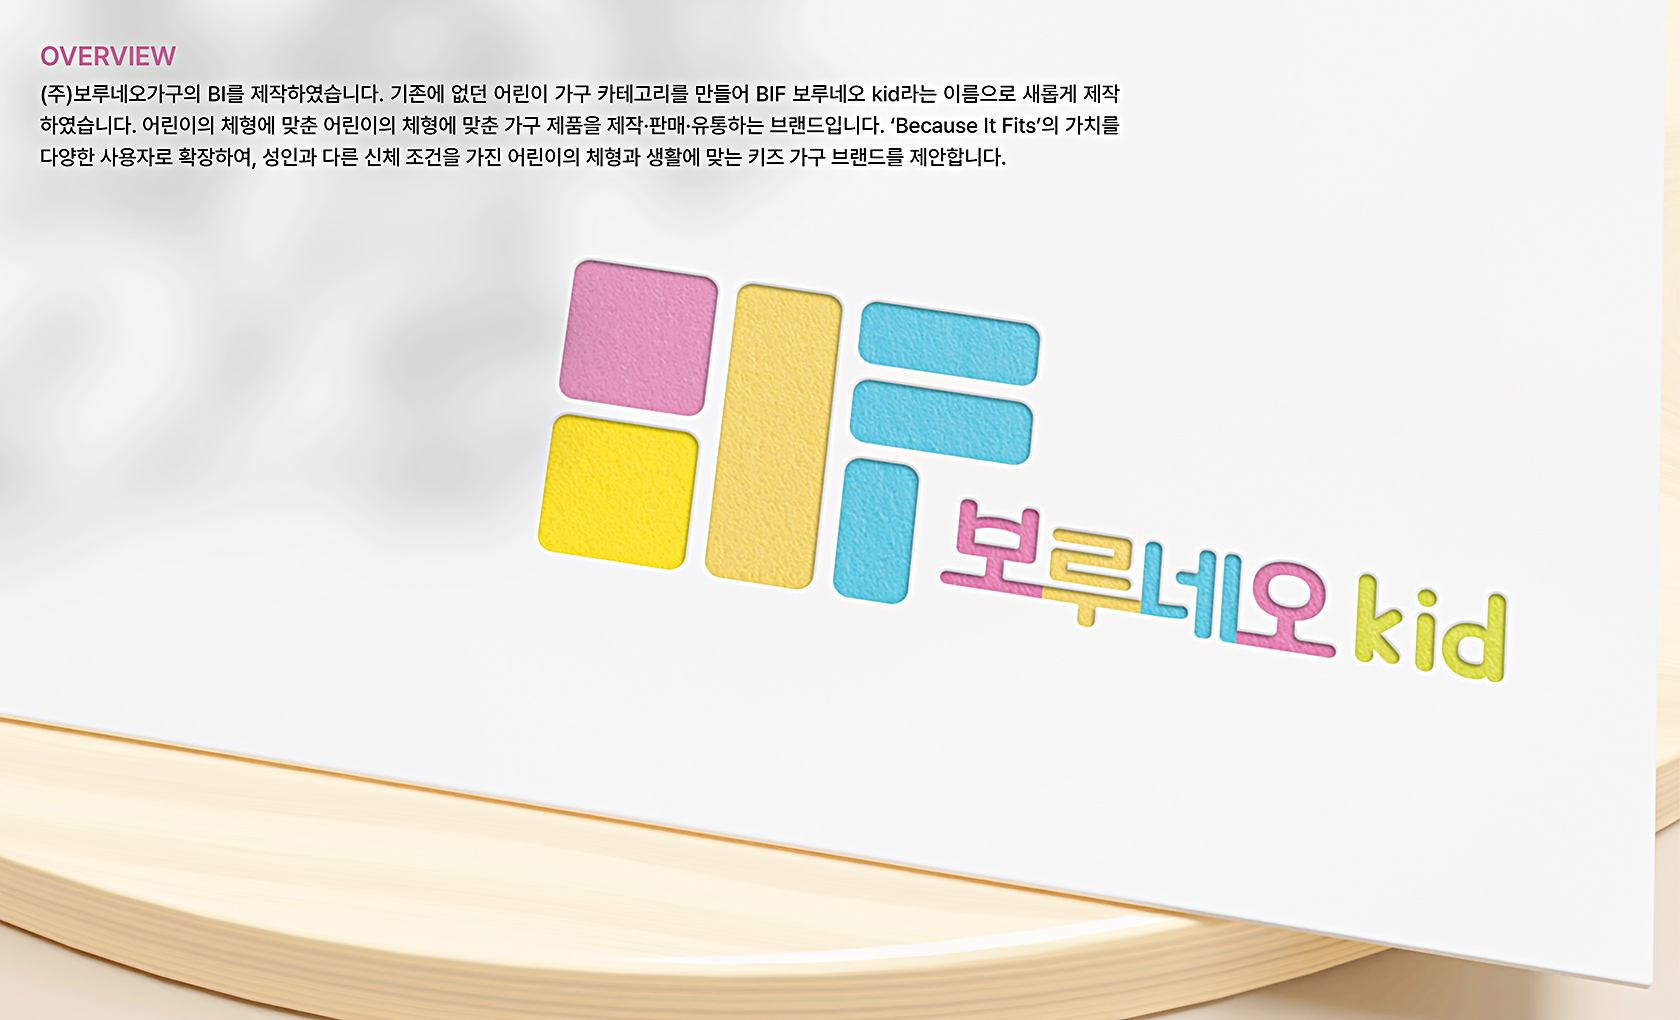 OVERVIEW
(주)보루네오가구의 BI를 제작하였습니다. 기존에 없던 어린이 가구 카테고리를 만들어 BIF 보루네오 kid라는 이름으로 새롭게 제작
하였습니다. 어린이의 체형에 맞춘 어린이의 체형에 맞춘 가구 제품을 제작·판매·유통하는 브랜드입니다. ‘Because It Fits’의 가치를
다양한 사용자로 확장하여, 성인과 다른 신체 조건을 가진 어린이의 체형과 생활에 맞는 키즈 가구 브랜드를 제안합니다.
BIF
보루네오 kid